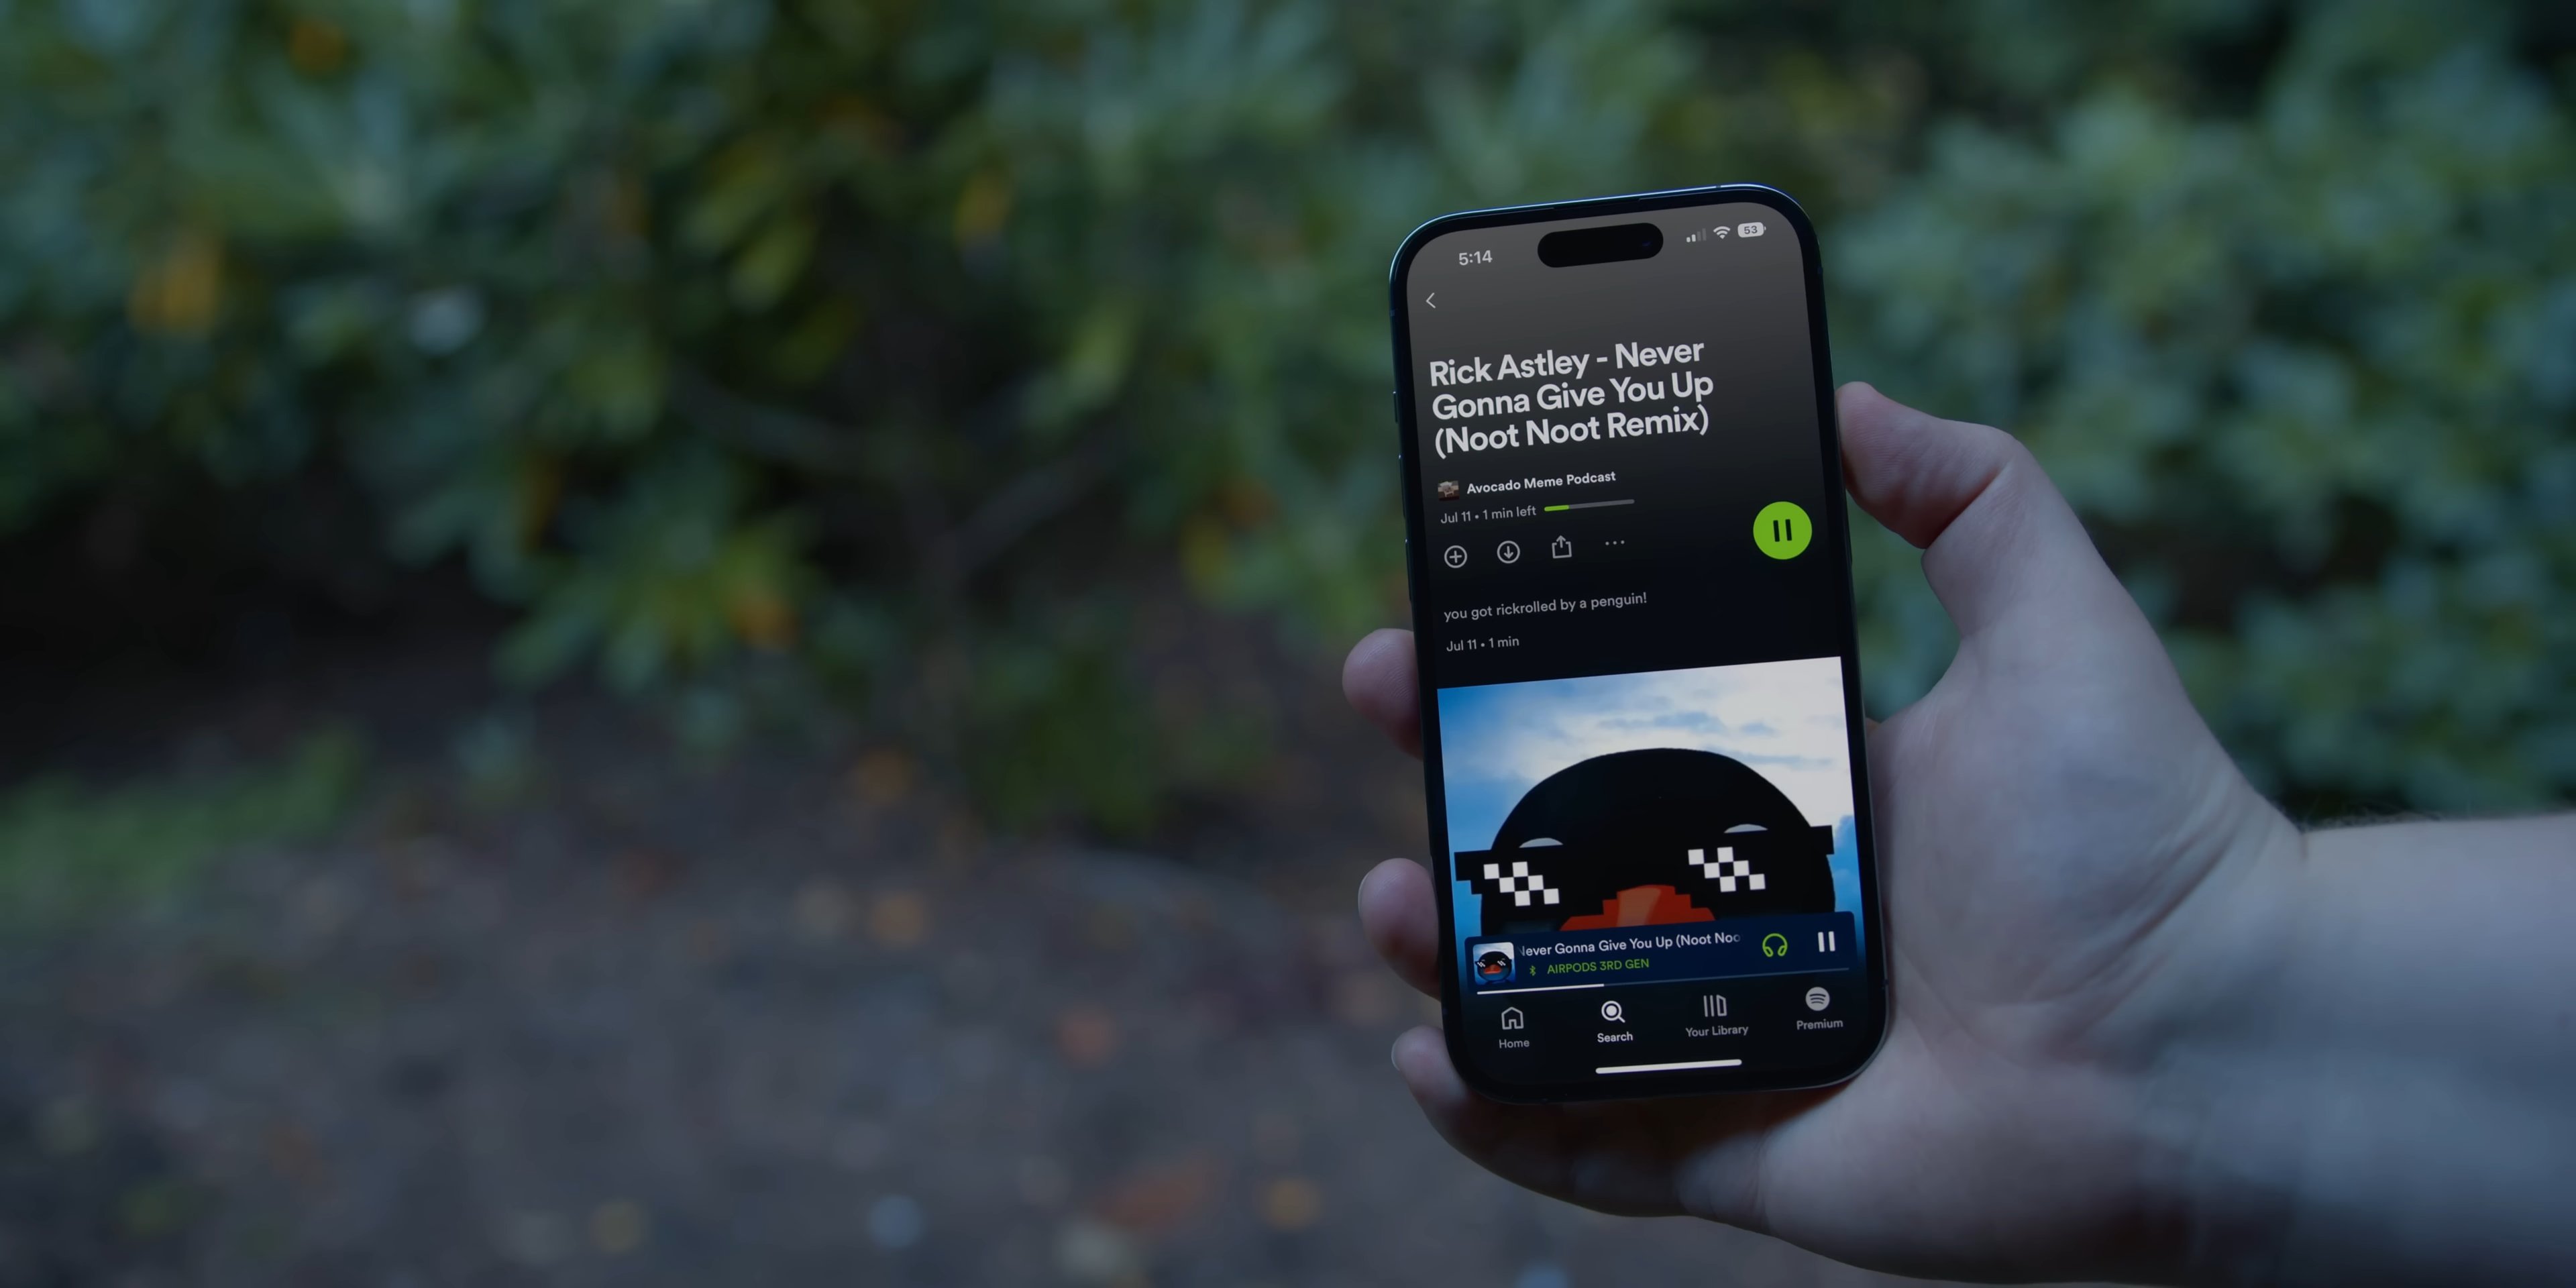 5:14
53
Rick Astley - Never
Gonna Give You Up
(Noot Noot Remix)
Avocado Meme Podcast
Jul 11 • 1 min left
you got rickrolled by a penguin!
Jul 11 • 1 min
Never Gonna Give You Up (Noot Noo
AIRPODS 3RD GEN
Home
Search
Your Library
Premium